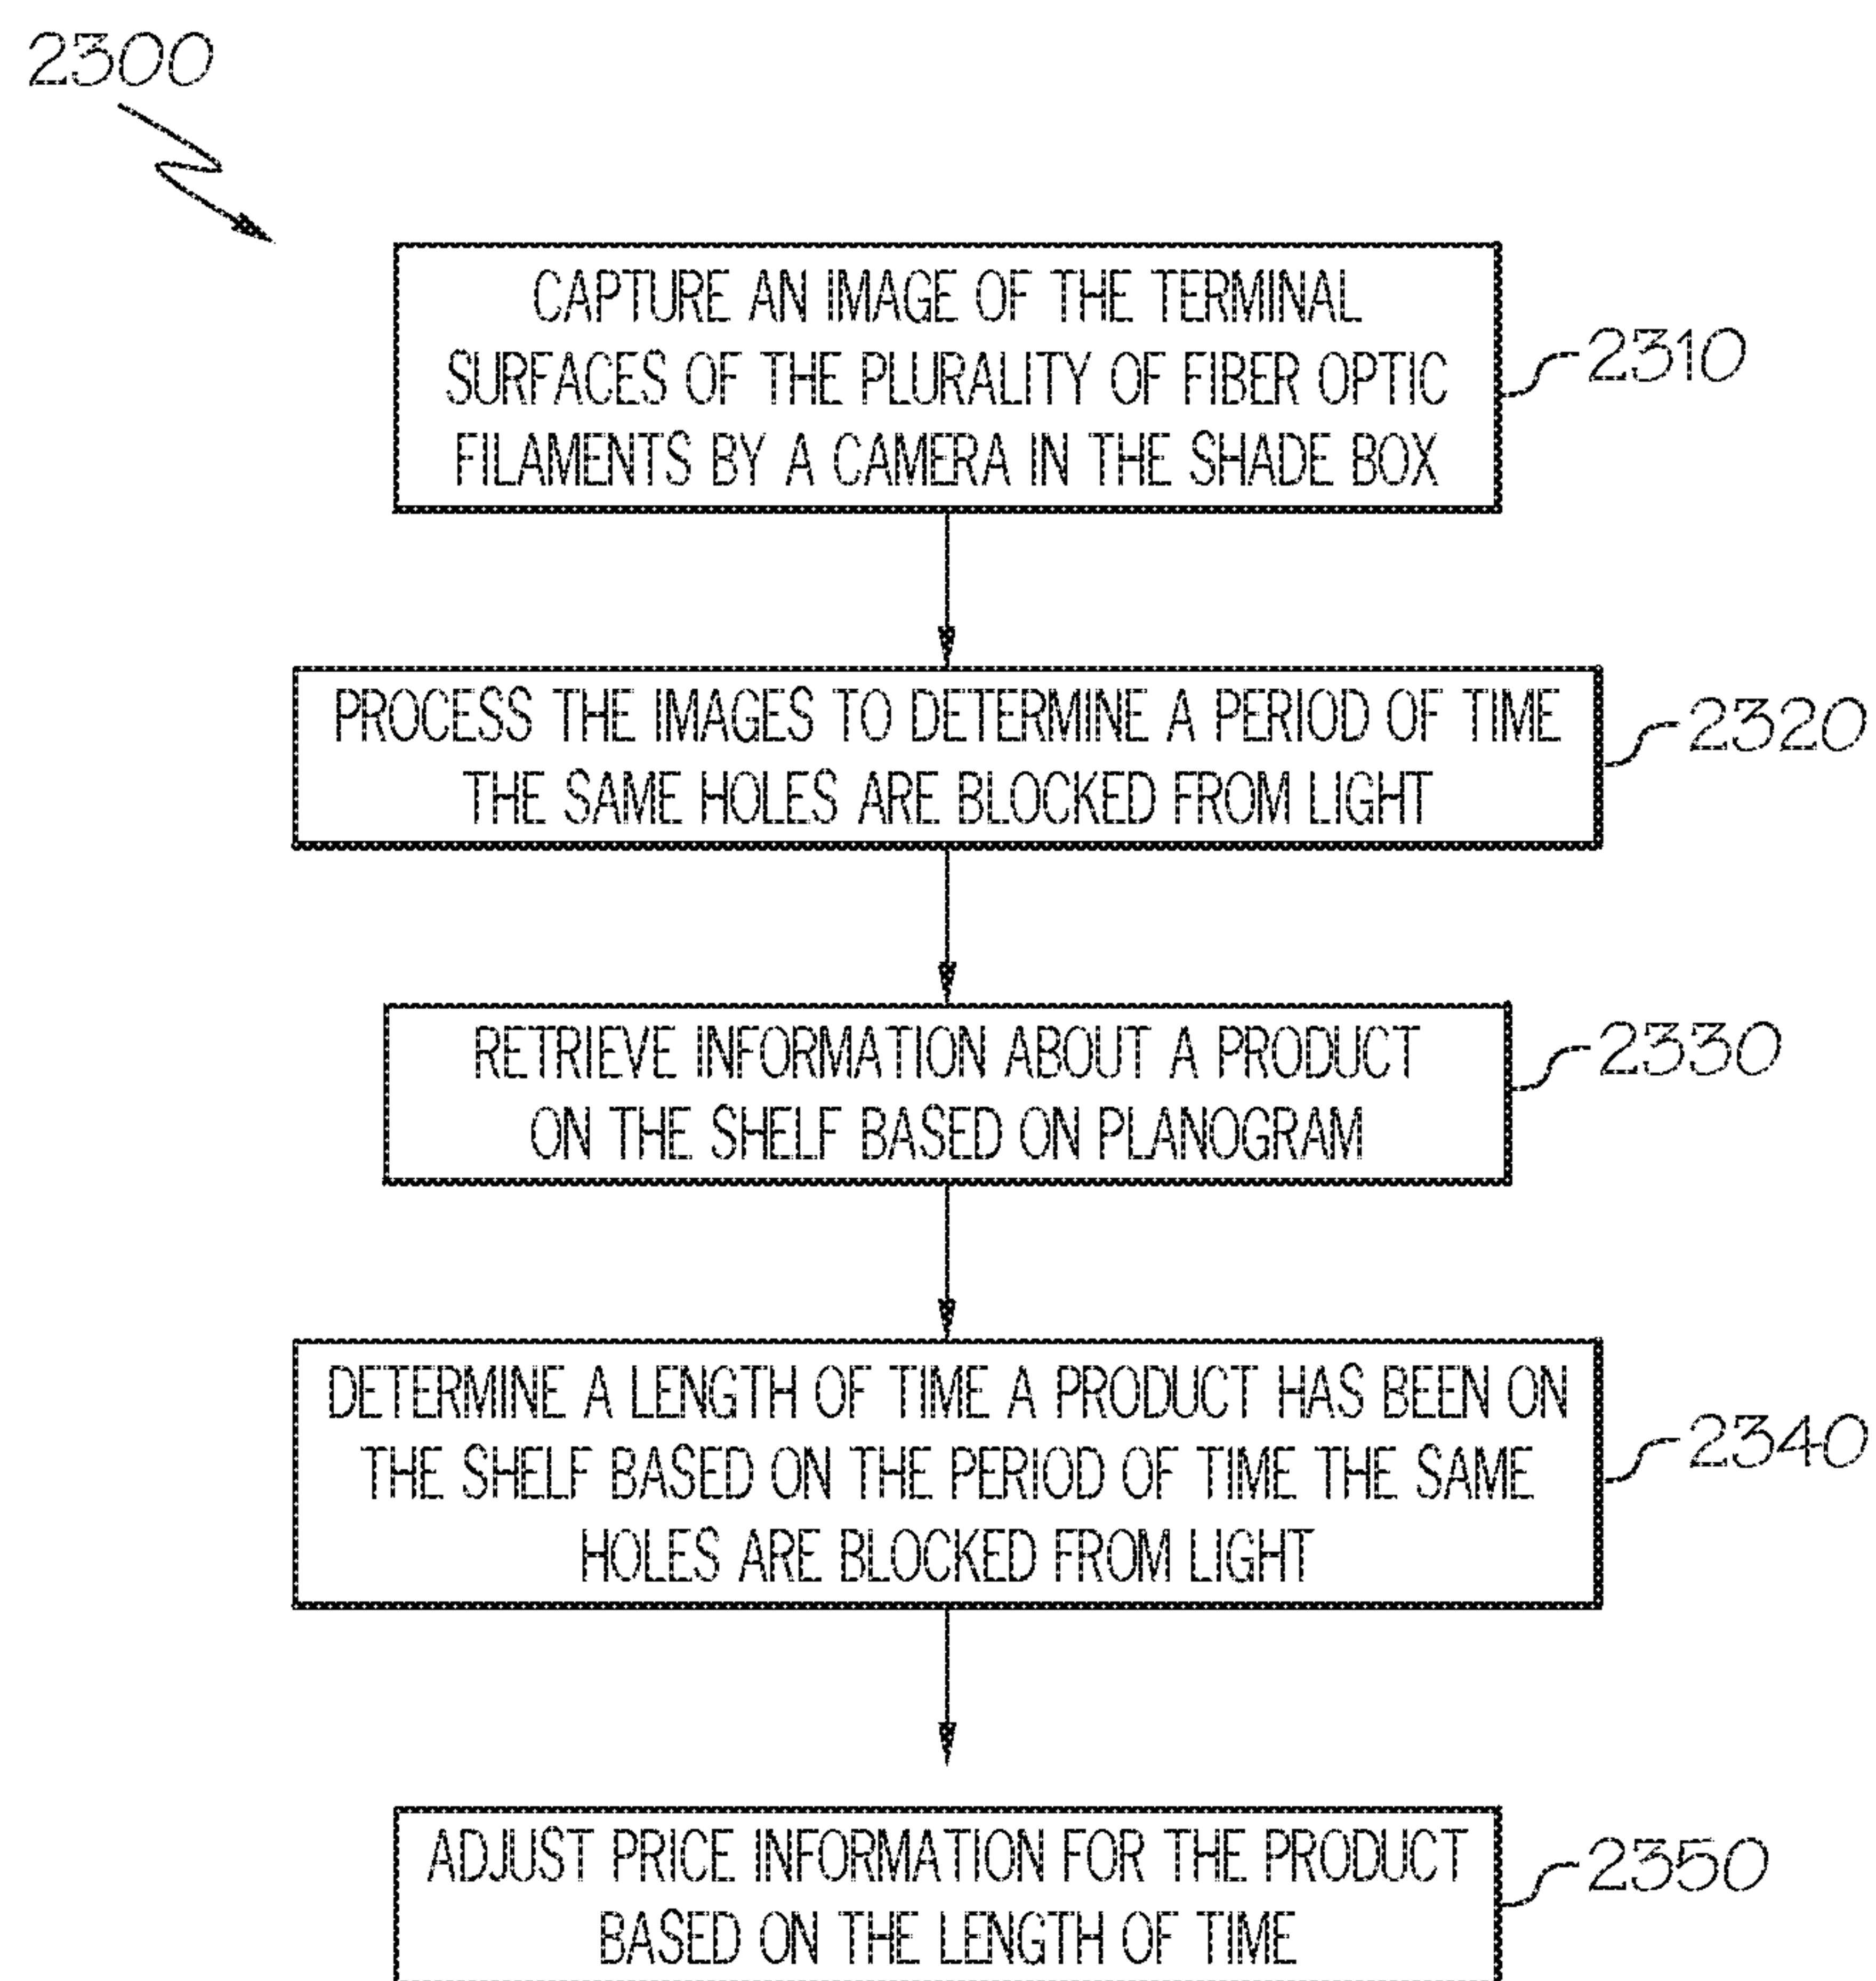 2300
CAPTURE AN IMAGE OF THE TERMINAL
SURFACES OF THE PLURALITY OF FIBER OPTIC
FILAMENTS BY A CAMERA IN THE SHADE BOX
2310
PROCESS THE IMAGES TO DETERMINE A PERIOD OF TIME
THE SAME HOLES ARE BLOCKED FROM LIGHT
2320
RETRIEVE INFORMATION ABOUT A PRODUCT
ON THE SHELF BASED ON PLANOGRAM
2330
DETERMINE A LENGTH OF TIME A PRODUCT HAS BEEN ON
THE SHELF BASED ON THE PERIOD OF TIME THE SAME
HOLES ARE BLOCKED FROM LIGHT
2340
ADJUST PRICE INFORMATION FOR THE PRODUCT
BASED ON THE LENGTH OF TIME
2350